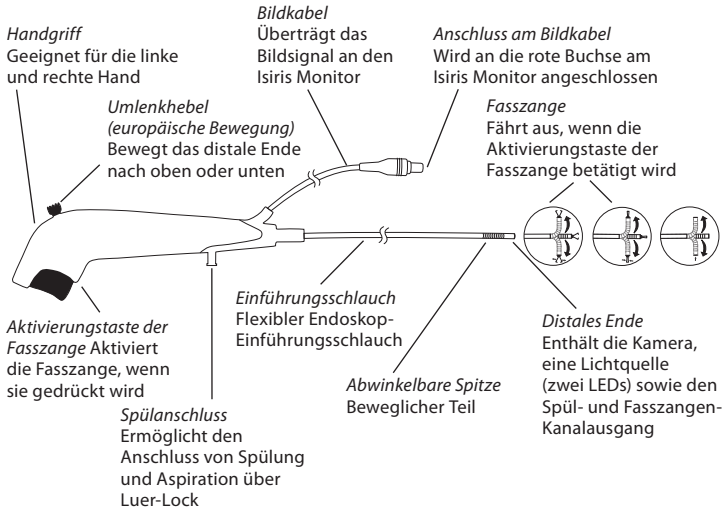 Handgriff
Geeignet für die linke
und rechte Hand
Umlenkhebel
(europäische Bewegung)
Bewegt das distale Ende
nach oben oder unten
Bildkabel
Überträgt das
Bildsignal an den
Isiris Monitor
Anschluss am Bildkabel
Wird an die rote Buchse am
Isiris Monitor angeschlossen
Fasszange
Fährt aus, wenn die
Aktivierungstaste der
Fasszange betätigt wird
Aktivierungstaste der
Fasszange Aktiviert
die Fasszange, wenn
sie gedrückt wird
Spülanschluss
Ermöglicht den
Anschluss von Spülung
und Aspiration über
Luer-Lock
Einführungsschlauch
Flexibler Endoskop-
Einführungsschlauch
Abwinkelbare Spitze
Beweglicher Teil
Distales Ende
Enthält die Kamera,
eine Lichtquelle
(zwei LEDs) sowie den
Spül- und Fasszangen-
Kanalausgang